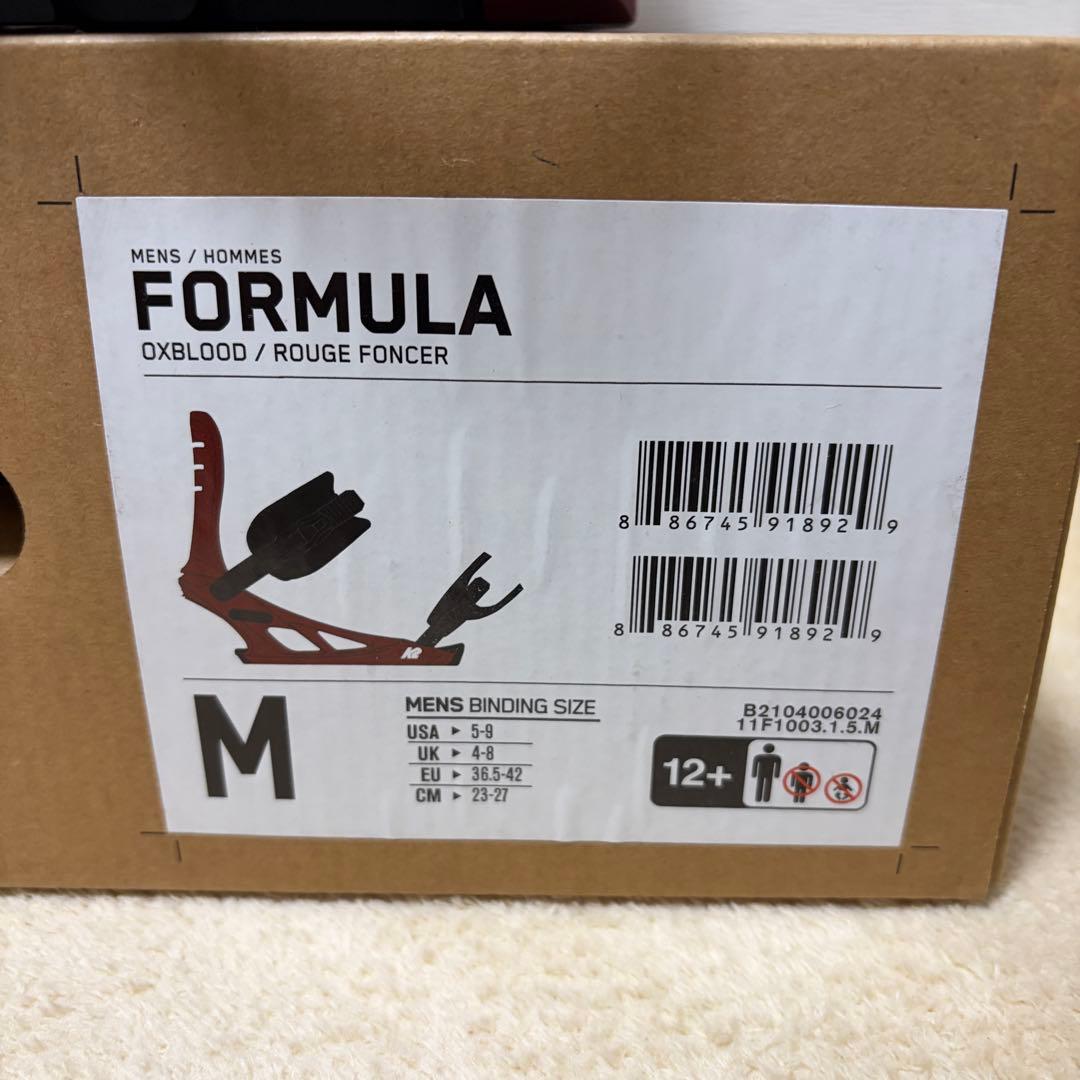 MENS / HOMMES
FORMULA
OXBLOOD / ROUGE FONCER
8 86745 91892 9
8 86745 91892 9
K2
M
MENS BINDING SIZE
USA ► 5-9
UK ► 4-8
EU ► 36.5-42
CM ► 23-27
B2104006024
11F1003.1.5.M
12+